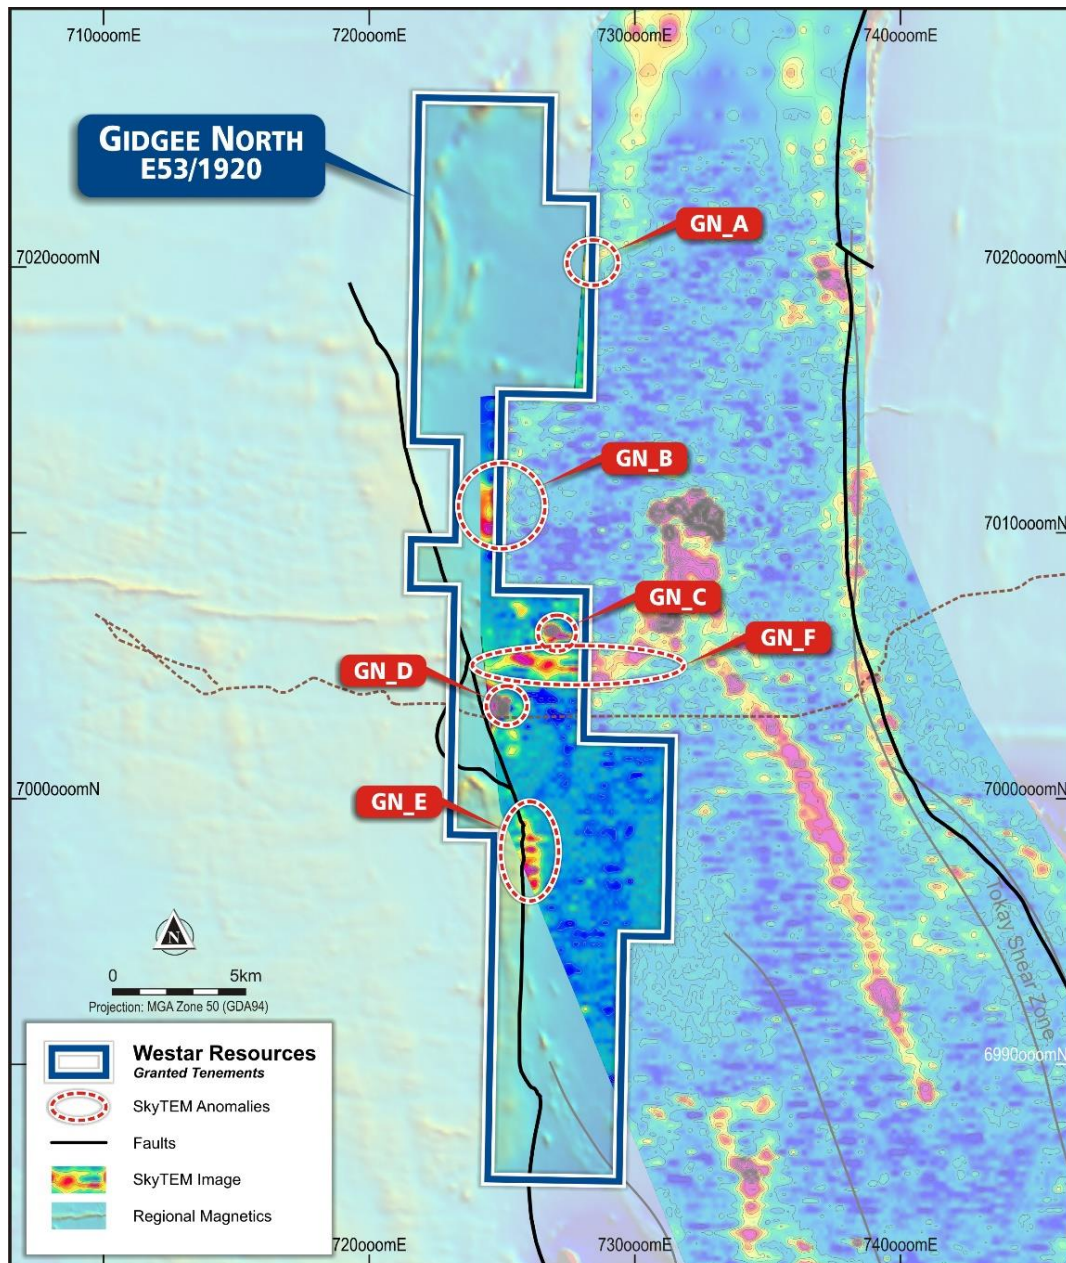 710000mE
720000mE
730000mE
740000mE
GIDGEE NORTH
E53/1920
GN_A
7020000mN
7020000mN
GN_B
7010000mN
GN_C
GN_F
GN_D
7000000mN
7000000mN
GN_E
Tokay Shear Zone
N
0 5km
Projection: MGA Zone 50 (GDA94)
6990000mN
Westar Resources
Granted Tenements
SkyTEM Anomalies
Faults
SkyTEM Image
Regional Magnetics
720000mE
730000mE
740000mE